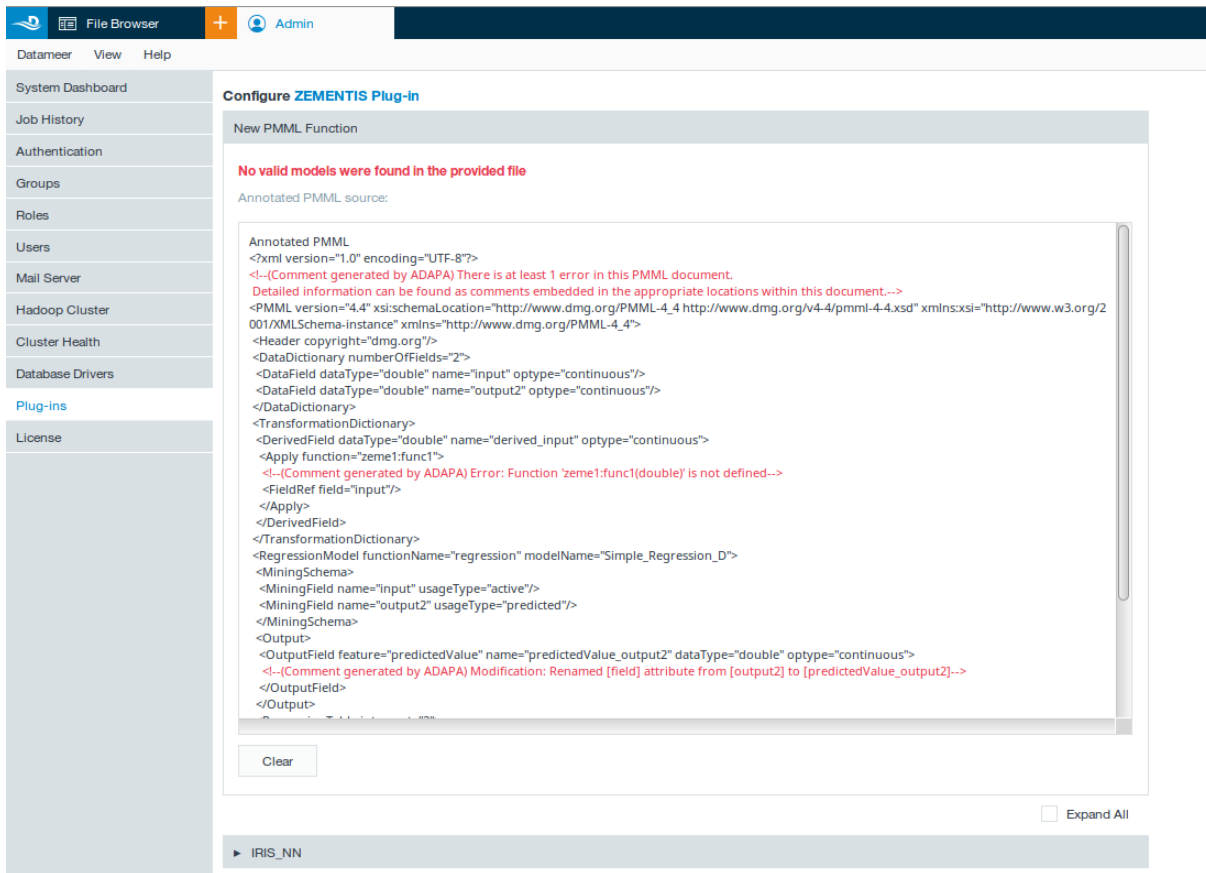 File Browser
+
Admin
Datameer View Help
System Dashboard
Job History
Authentication
Groups
Roles
Users
Mail Server
Hadoop Cluster
Cluster Health
Database Drivers
Plug-ins
License
Configure ZEMENTIS Plug-in
New PMML Function
No valid models were found in the provided file
Annotated PMML source:
Annotated PMML
<?xml version="1.0" encoding="UTF-8"?>
<!--(Comment generated by ADAPA) There is at least 1 error in this PMML document.
Detailed information can be found as comments embedded in the appropriate locations within this document.-->
<PMML version="4.4" xsi:schemaLocation="http://www.dmg.org/PMML-4_4 http://www.dmg.org/v4-4/pmml-4-4.xsd" xmlns:xsi="http://www.w3.org/2
001/XMLSchema-instance" xmlns="http://www.dmg.org/PMML-4_4">
<Header copyright="dmg.org"/>
<DataDictionary numberOfFields="2">
<DataField dataType="double" name="input" optype="continuous"/>
<DataField dataType="double" name="output2" optype="continuous"/>
</DataDictionary>
<TransformationDictionary>
<DerivedField dataType="double" name="derived_input" optype="continuous">
<Apply function="zeme1:func1">
<!--(Comment generated by ADAPA) Error: Function 'zeme1:func1(double)' is not defined-->
<FieldRef field="input"/>
</Apply>
</DerivedField>
</TransformationDictionary>
<RegressionModel functionName="regression" modelName="Simple_Regression_D">
<MiningSchema>
<MiningField name="input" usageType="active"/>
<MiningField name="output2" usageType="predicted"/>
</MiningSchema>
<Output>
<OutputField feature="predictedValue" name="predictedValue_output2" dataType="double" optype="continuous">
<!--(Comment generated by ADAPA) Modification: Renamed [field] attribute from [output2] to [predictedValue_output2]-->
</OutputField>
</Output>
Clear
Expand All
IRIS_NN